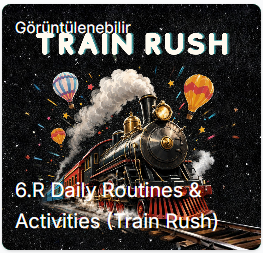 Görüntülenebilir
TRAIN RUSH
6.R Daily Routines &
Activities (Train Rush)